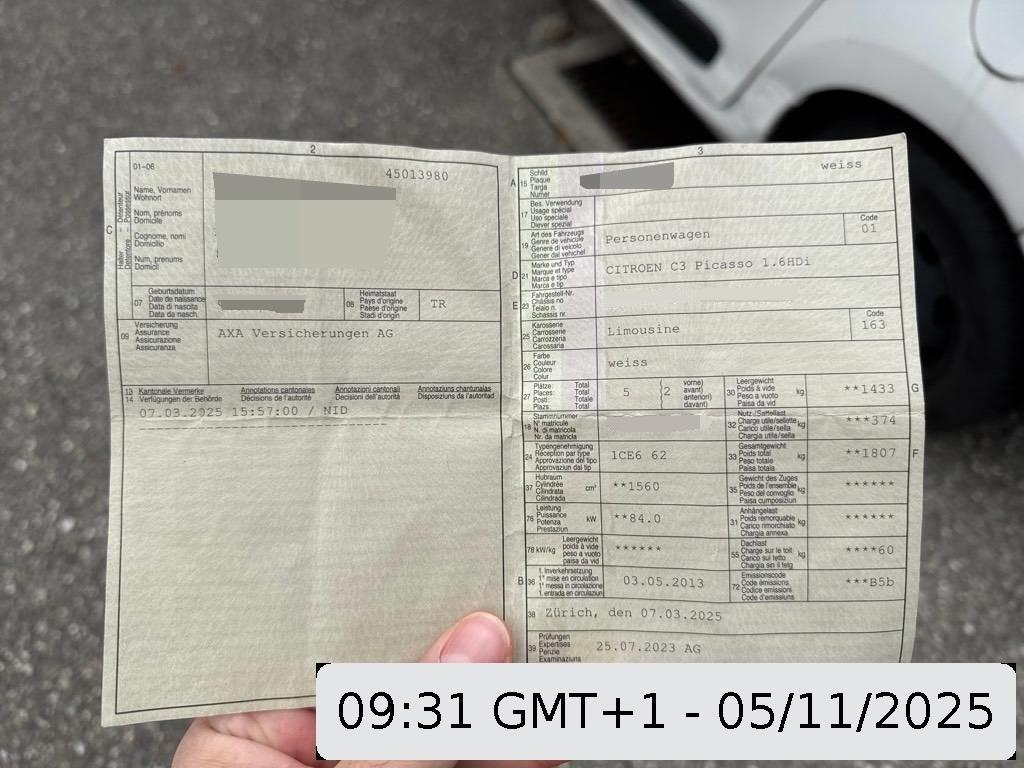 2
01-06
45013980
C
Halter – Détenteur
Detentore – Possessur
Name, Vornamen
Wohnort
Nom, prénoms
Domicile
Cognome, nomi
Domicilio
Num, prenums
Domicil
07
Geburtsdatum
Date de naissance
Data di nascita
Data da nasch.
08
Heimatstaat
Pays d'origine
Paese d'origine
Stadi d'origin
TR
09
Versicherung
Assurance
Assicurazione
Assicuranza
AXA Versicherungen AG
13 Kantonale Vermerke Annotations cantonales Annotazioni cantonali Annotaziuns chantunalas
14 Verfügungen der Behörde Décisions de l'autorité Decisioni dell'autorità Disposiziuns da l'autoritad
07.03.2025 15:57:00 / NID
3
A 15
Schild
Plaque
Targa
Numer
weiss
17
Bes. Verwendung
Usage spécial
Uso speciale
Diever spezial
19
Art des Fahrzeugs
Genre de véhicule
Genere di veicolo
Gener dal vehichel
Personenwagen
Code
01
D 21
Marke und Typ
Marque et type
Marca e tipo
Marca e tip
CITROEN C3 Picasso 1.6HDi
E 23
Fahrgestell-Nr.
Châssis no
Telaio n.
Schassis nr.
25
Karosserie
Carrosserie
Carrozzeria
Carossaria
Limousine
Code
163
26
Farbe
Couleur
Colore
Colur
weiss
27
Plätze: Total
Places: Total
Posti: Totale
Plazs: Total
5
(2
vorne)
avant)
anteriori)
davant)
30
Leergewicht
Poids à vide
Peso a vuoto
Paisa da vid
kg
**1433
G
18
Stammnummer
N° matricule
N. di matricola
Nr. da matricla
32
Nutz-/Sattellast
Charge utile/sellette
Carico utile/sella
Chargia utila/sella
kg
***374
24
Typengenehmigung
Réception par type
Approvazione del tipo
Approvaziun dal tip
1CE6 62
33
Gesamtgewicht
Poids total
Peso totale
Paisa totala
kg
**1807
F
37
Hubraum
Cylindrée
Cilindrata
Cilindrada
cm³
**1560
35
Gewicht des Zuges
Poids de l'ensemble
Peso del convoglio
Paisa cumposiziun
kg
******
76
Leistung
Puissance
Potenza
Prestaziun
kW
**84.0
31
Anhängelast
Poids remorquable
Carico rimorchiato
Chargia annexa
kg
******
78 kW/kg
Leergewicht
poids à vide
peso a vuoto
paisa da vid
******
55
Dachlast
Charge sur le toit
Carico sul tetto
Chargia sin il tetg
kg
****60
B 36
1. Inverkehrsetzung
1re mise en circulation
1a messa in circolazione
1. entrada en circulaziun
03.05.2013
72
Emissionscode
Code émissions
Codice emissioni
Code d'emissiuns
***B5b
38
Zürich, den 07.03.2025
39
Prüfungen
Expertises
Perizie
Examinaziuns
25.07.2023 AG
09:31 GMT+1 - 05/11/2025